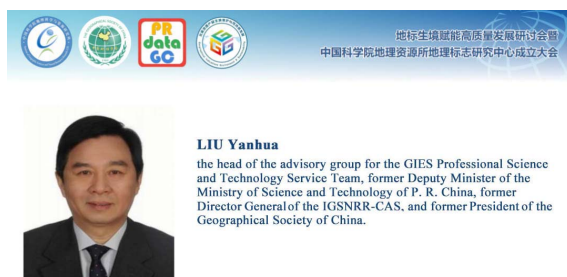 PR
data
GC
地标生境赋能高质量发展研讨会暨
中国科学院地理资源所地理标志研究中心成立大会
LIU Yanhua
the head of the advisory group for the GIES Professional Science
and Technology Service Team, former Deputy Minister of the
Ministry of Science and Technology of P. R. China, former
Director General of the IGSNRR-CAS, and former President of the
Geographical Society of China.